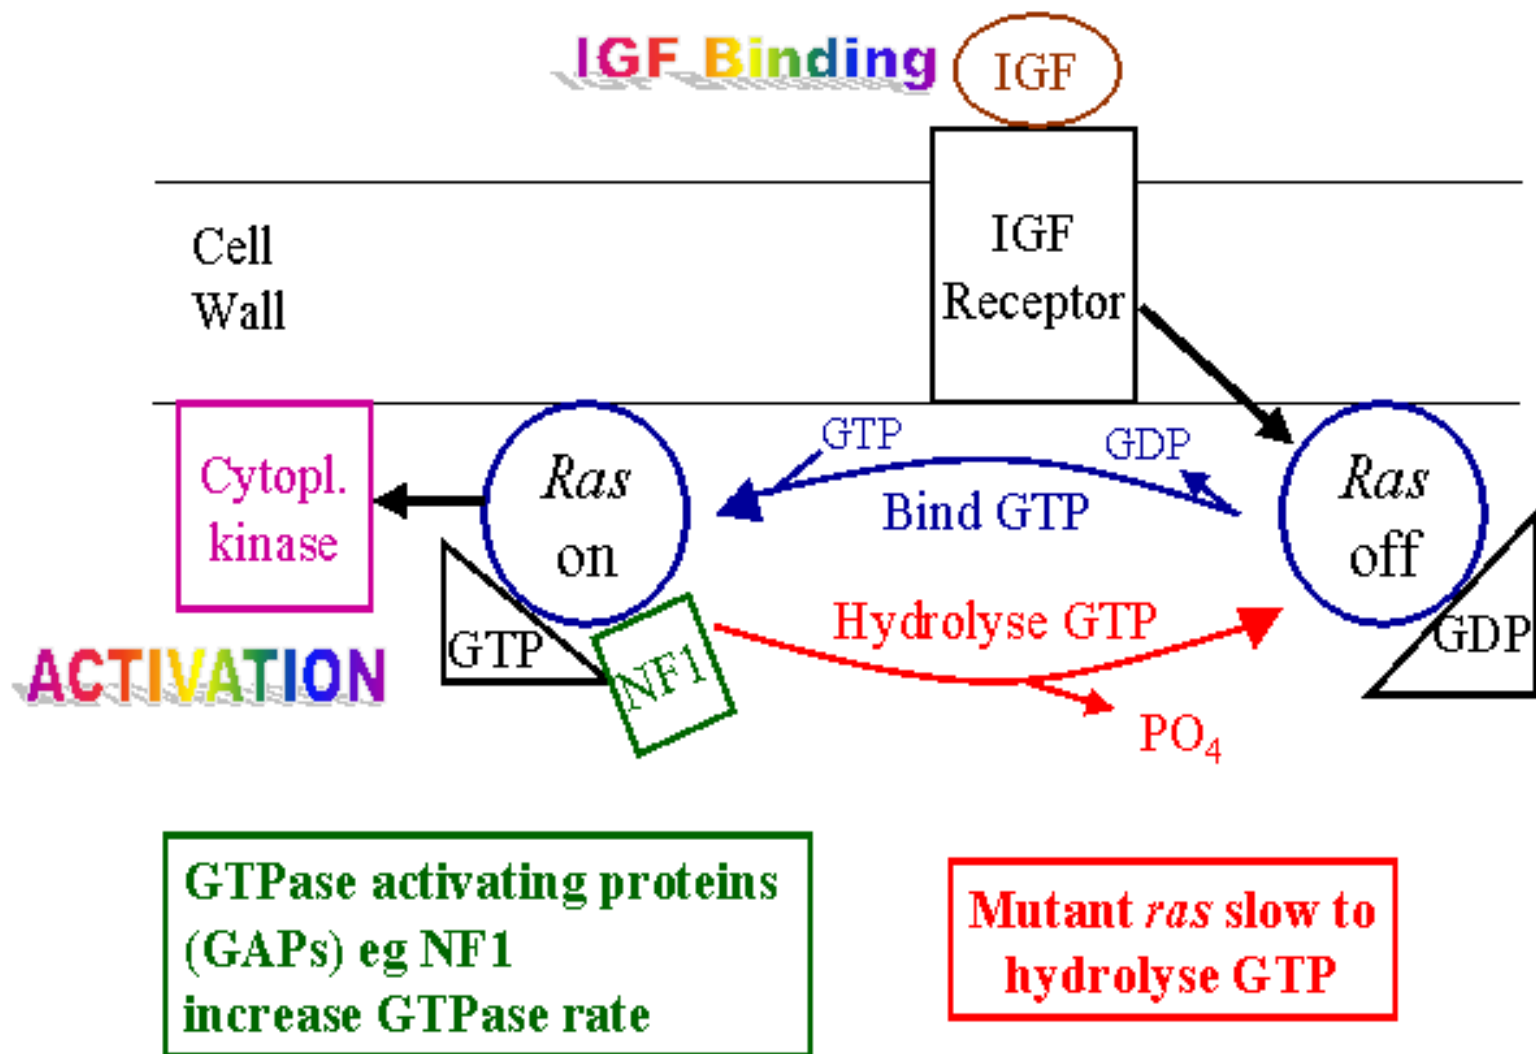 IGF Binding
IGF
Cell
Wall
IGF
Receptor
Cytopl.
kinase
Ras
on
GTP
GDP
Bind GTP
Ras
off
GTP
NF1
Hydrolyse GTP
PO₄
GDP
ACTIVATION
GTPase activating proteins
(GAPs) eg NF1
increase GTPase rate
Mutant ras slow to
hydrolyse GTP